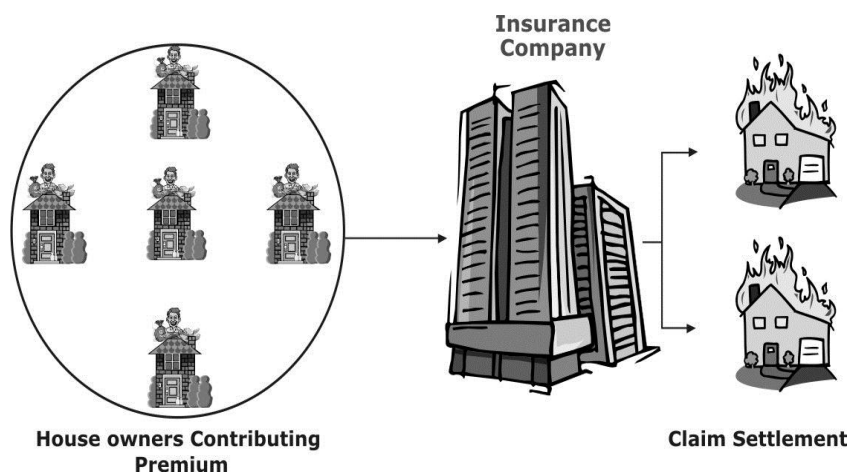 Insurance
Company
House owners Contributing
Premium
Claim Settlement